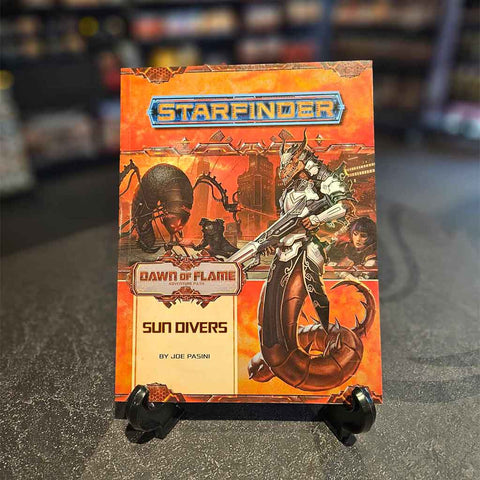 STARFINDER
DAWN OF FLAME
ADVENTURE PATH
SUN DIVERS
BY JOE PASINI